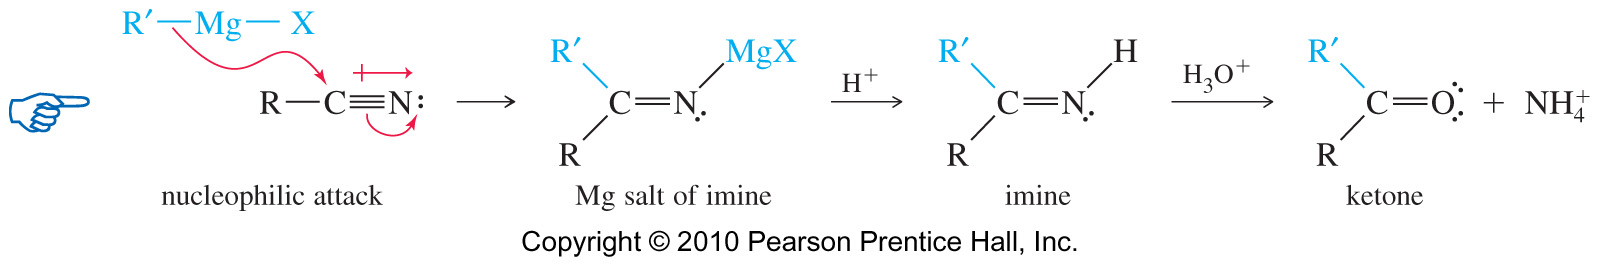 R′—Mg—X
R—C≡N:
R′ MgX
C=N:
R
H⁺
R′ H
C=N:
R
H₃O⁺
R′
C=O + NH₄⁺
R
nucleophilic attack
Mg salt of imine
imine
ketone
Copyright © 2010 Pearson Prentice Hall, Inc.